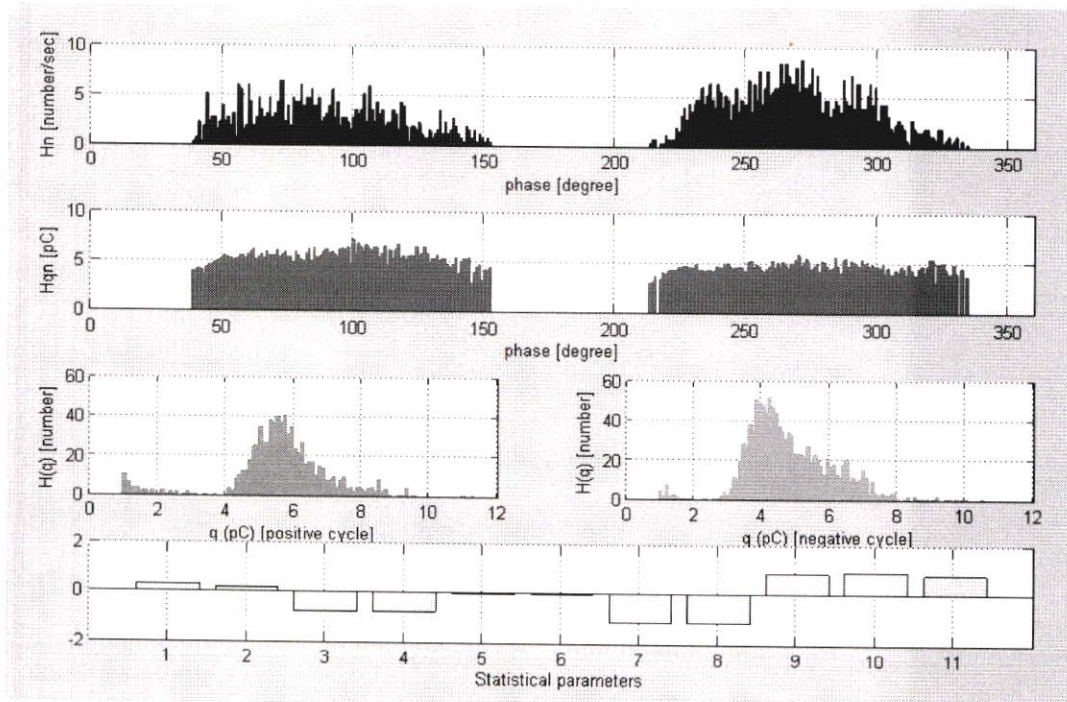 10
5
0
Hn [number/sec]
0 50 100 150 200 250 300 350
phase [degree]
10
5
0
Hqn [pC]
0 50 100 150 200 250 300 350
phase [degree]
60
40
20
0
H(q) [number]
0 2 4 6 8 10 12
q (pC) [positive cycle]
60
40
20
0
H(q) [number]
0 2 4 6 8 10 12
q (pC) [negative cycle]
2
0
-2
1 2 3 4 5 6 7 8 9 10 11
Statistical parameters